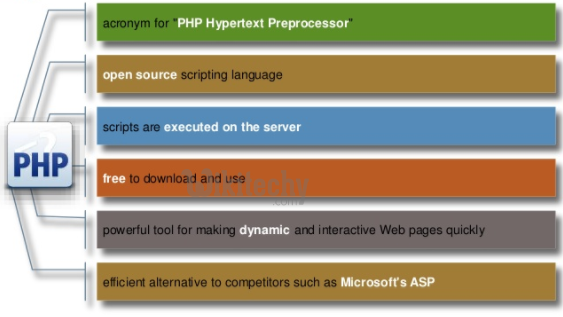 acronym for "PHP Hypertext Preprocessor"
open source scripting language
scripts are executed on the server
PHP
free to download and use
.com
powerful tool for making dynamic and interactive Web pages quickly
efficient alternative to competitors such as Microsoft's ASP